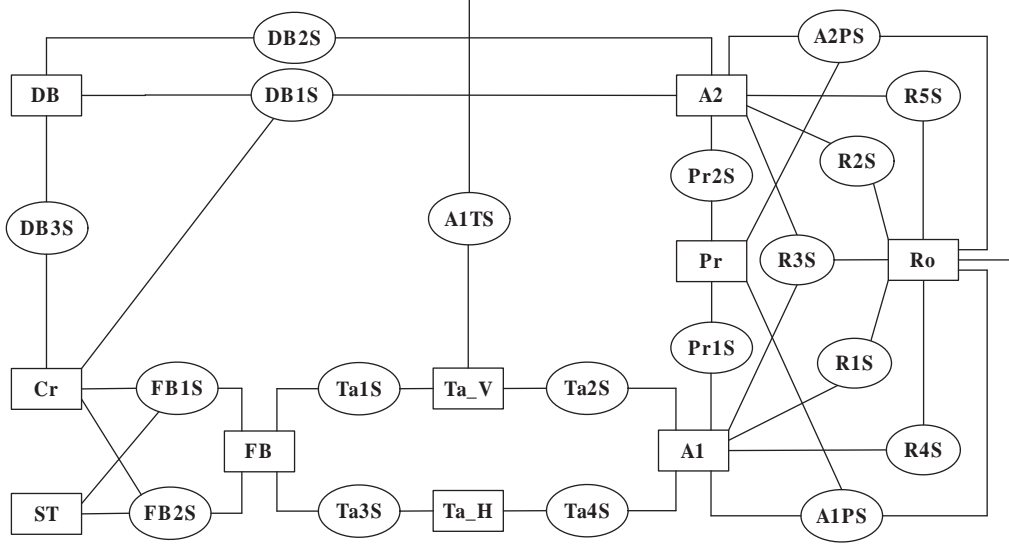 DB2S
A2PS
DB
DB1S
A2
R5S
R2S
Pr2S
DB3S
A1TS
Pr
R3S
Ro
Pr1S
R1S
Cr
FB1S
Ta1S
Ta_V
Ta2S
FB
A1
R4S
ST
FB2S
Ta3S
Ta_H
Ta4S
A1PS